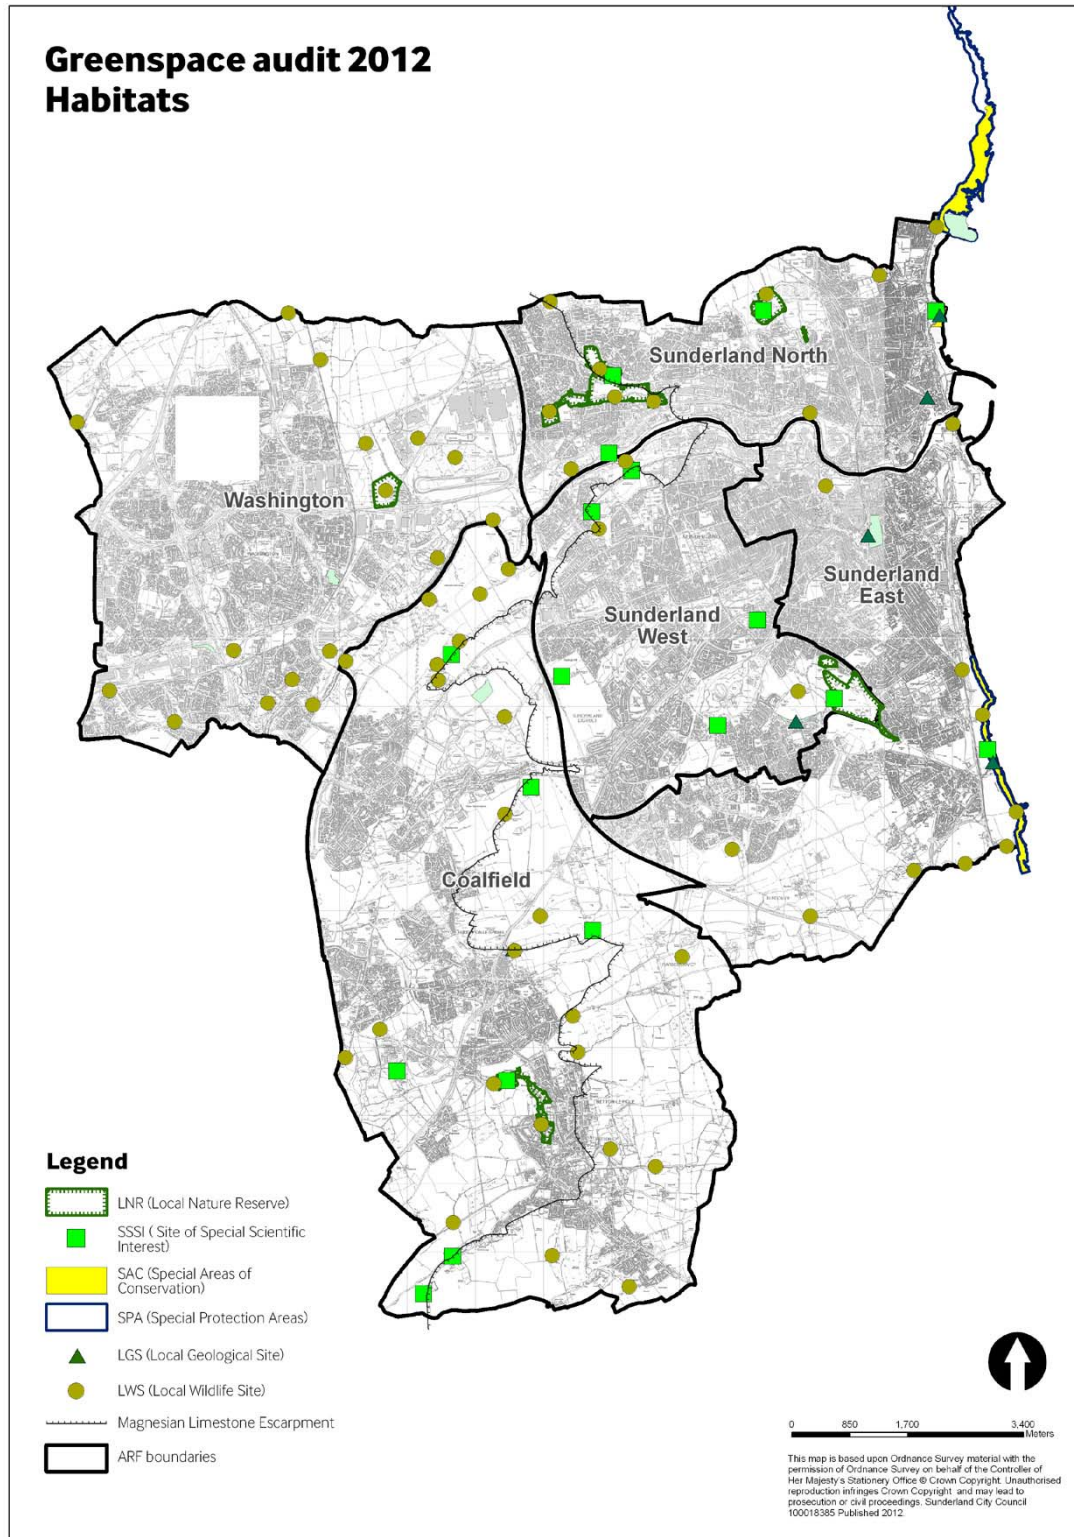 Greenspace audit 2012
Habitats
Sunderland North
Washington
Sunderland
East
Sunderland
West
Coalfield
Legend
LNR (Local Nature Reserve)
SSSI ( Site of Special Scientific
Interest)
SAC (Special Areas of
Conservation)
SPA (Special Protection Areas)
LGS (Local Geological Site)
LWS (Local Wildlife Site)
Magnesian Limestone Escarpment
ARF boundaries
0 850 1,700 3,400
Meters
This map is based upon Ordnance Survey material with the
permission of Ordnance Survey on behalf of the Controller of
Her Majesty's Stationery Office © Crown Copyright. Unauthorised
reproduction infringes Crown Copyright and may lead to
prosecution or civil proceedings, Sunderland City Council
100018385 Published 2012.